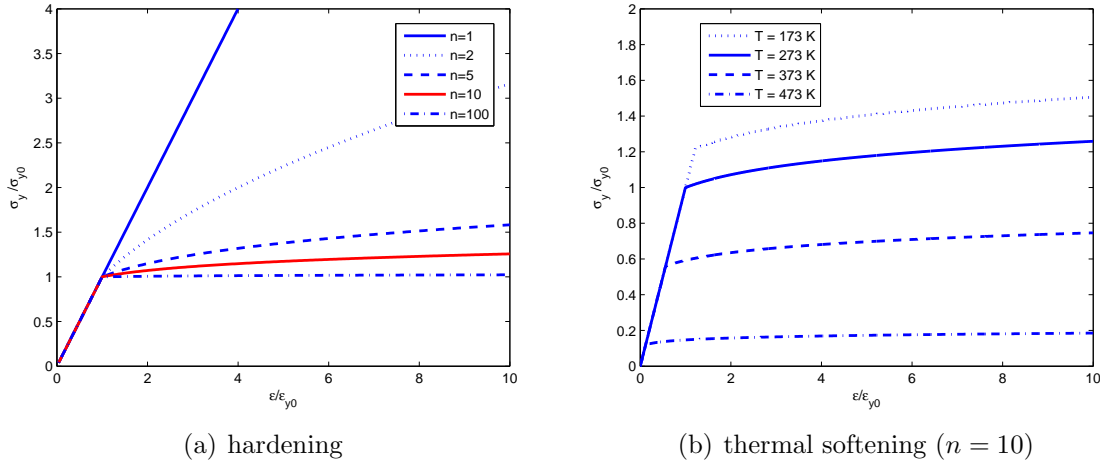 4
3.5
3
2.5
2
1.5
1
0.5
0
0 2 4 6 8 10
σy/σy0
ε/εy0
n=1
n=2
n=5
n=10
n=100
(a) hardening
2
1.8
1.6
1.4
1.2
1
0.8
0.6
0.4
0.2
0
0 2 4 6 8 10
σy/σy0
ε/εy0
T = 173 K
T = 273 K
T = 373 K
T = 473 K
(b) thermal softening (n = 10)